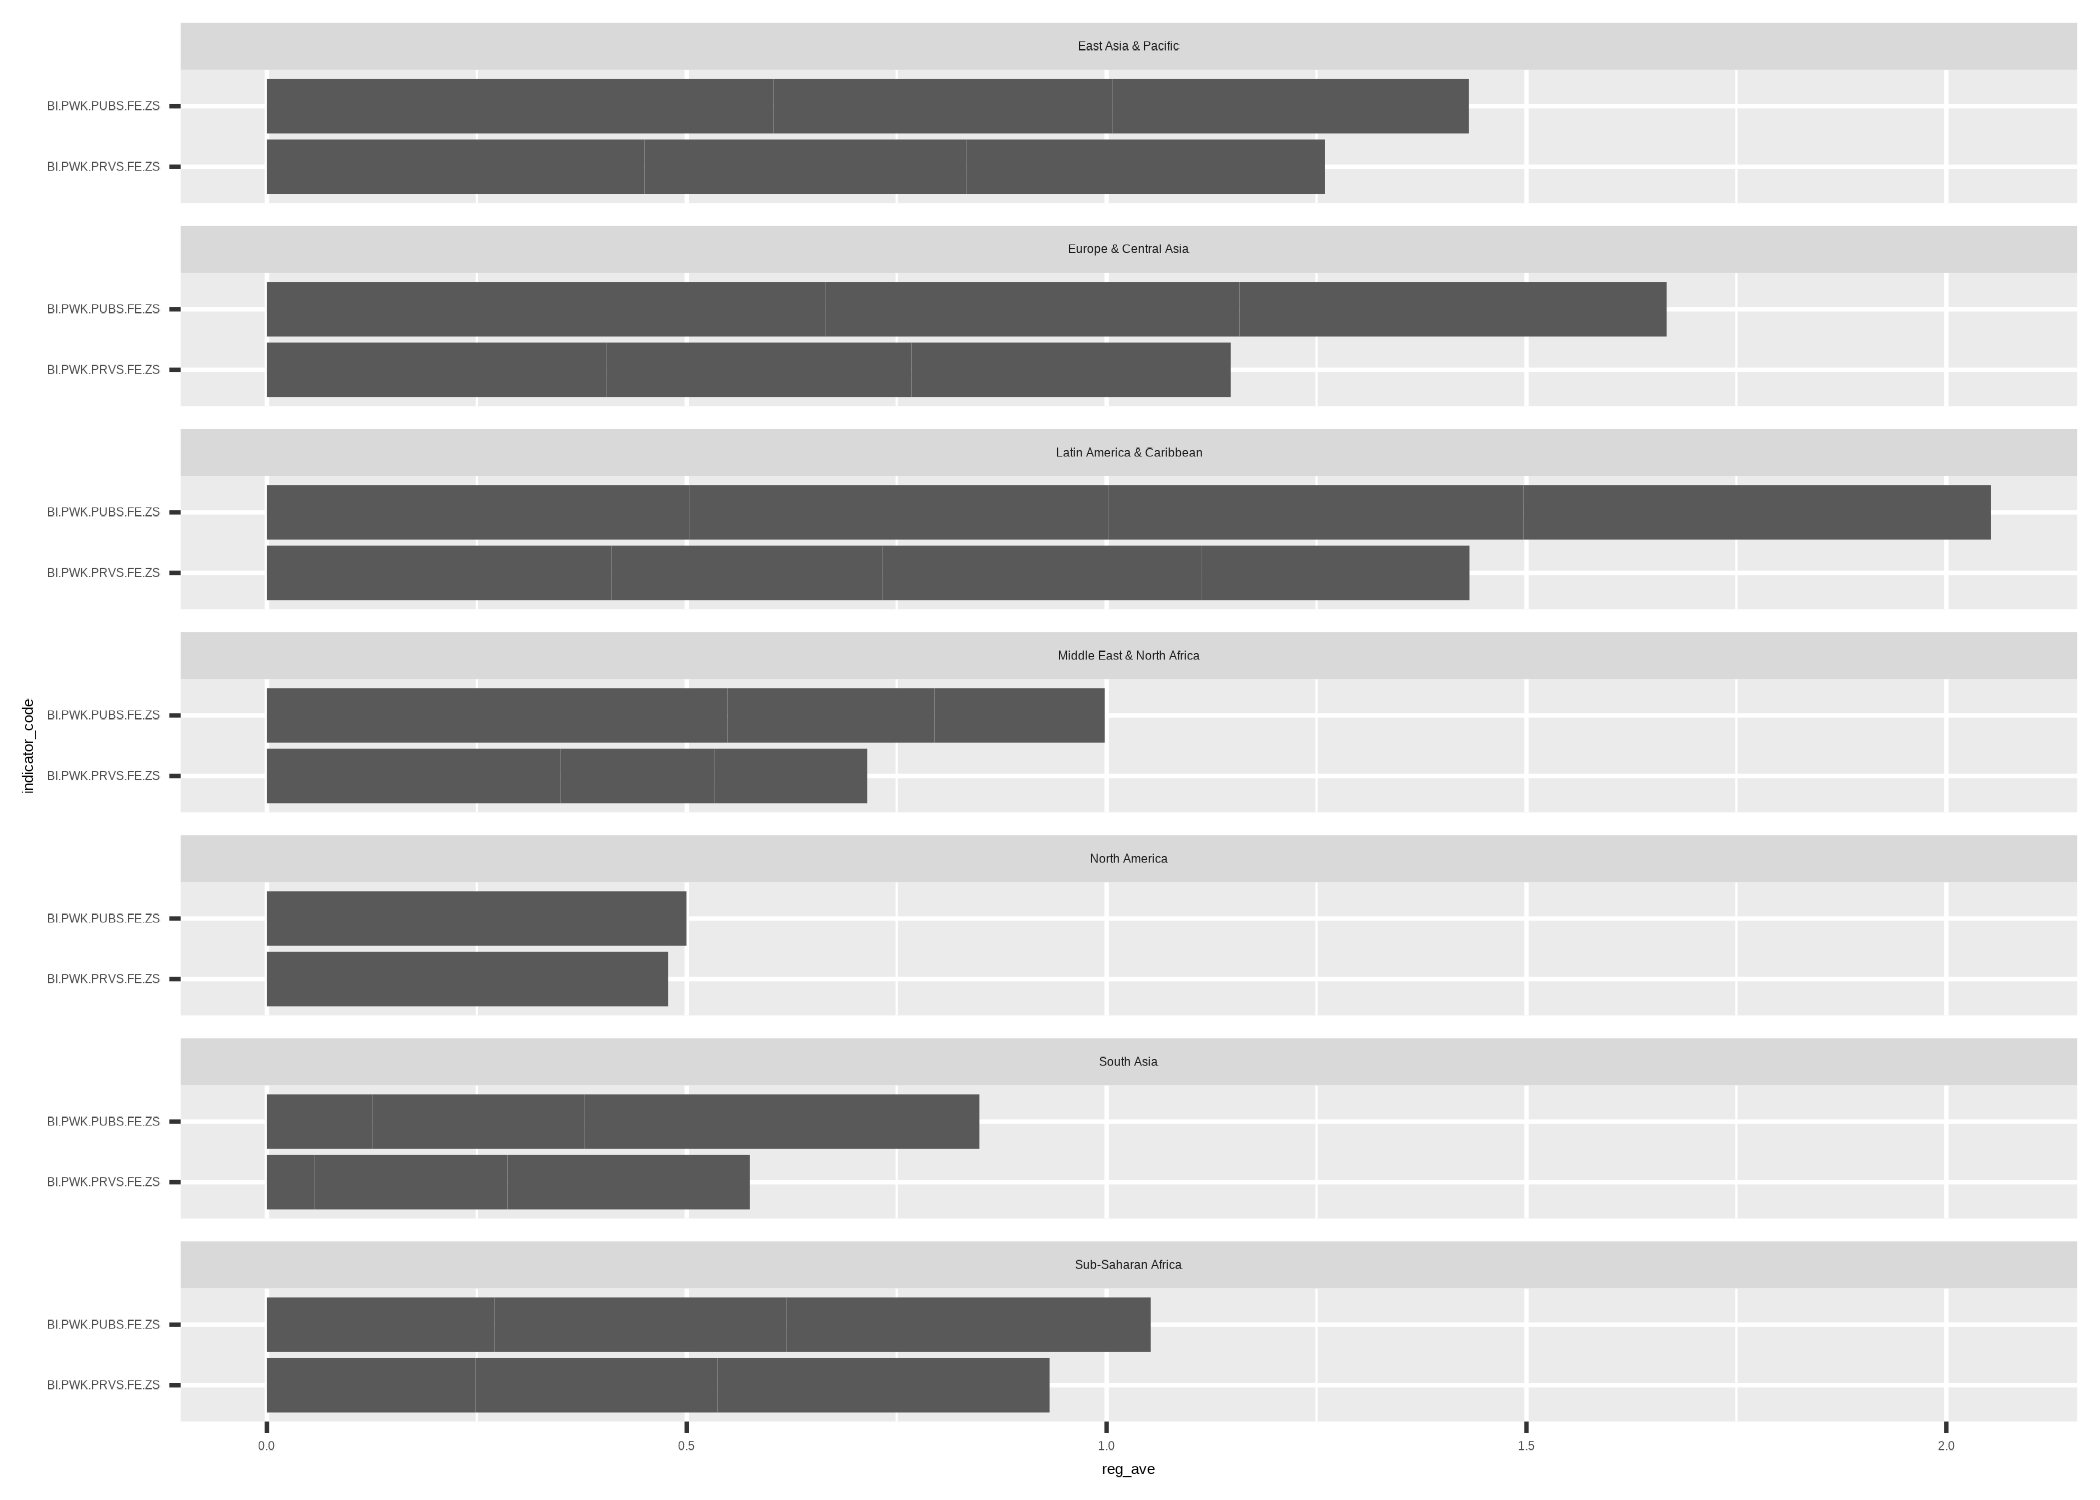 East Asia & Pacific
BI.PWK.PUBS.FE.ZS
BI.PWK.PRVS.FE.ZS
Europe & Central Asia
BI.PWK.PUBS.FE.ZS
BI.PWK.PRVS.FE.ZS
Latin America & Caribbean
BI.PWK.PUBS.FE.ZS
BI.PWK.PRVS.FE.ZS
Middle East & North Africa
BI.PWK.PUBS.FE.ZS
BI.PWK.PRVS.FE.ZS
indicator_code
North America
BI.PWK.PUBS.FE.ZS
BI.PWK.PRVS.FE.ZS
South Asia
BI.PWK.PUBS.FE.ZS
BI.PWK.PRVS.FE.ZS
Sub-Saharan Africa
BI.PWK.PUBS.FE.ZS
BI.PWK.PRVS.FE.ZS
0.0 0.5 1.0 1.5 2.0
reg_ave